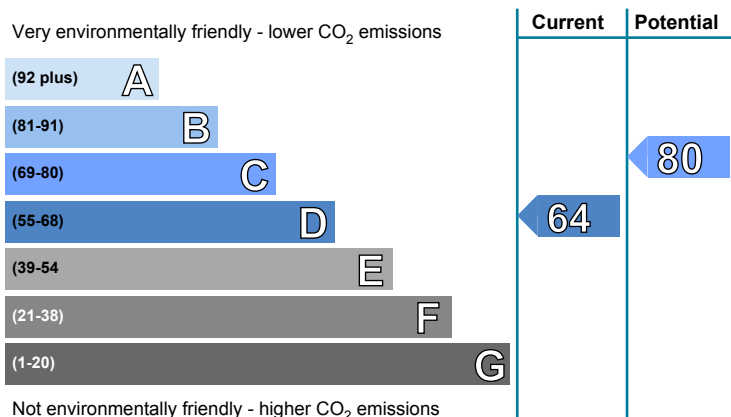 Current Potential
Very environmentally friendly - lower CO2 emissions
(92 plus) A
(81-91) B
(69-80) C
80
(55-68) D
64
(39-54 E
(21-38) F
(1-20) G
Not environmentally friendly - higher CO2 emissions